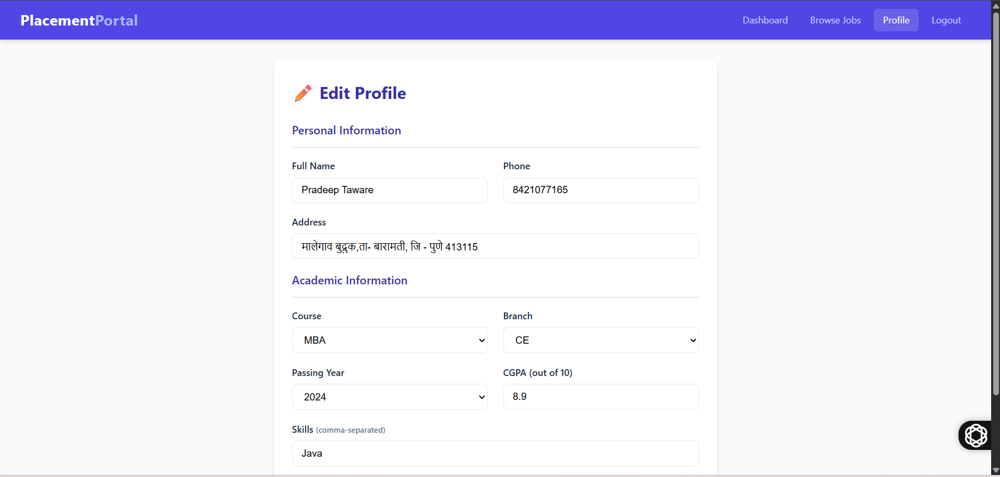 PlacementPortal
Dashboard Browse Jobs Profile Logout
Edit Profile
Personal Information
Full Name Phone
Pradeep Taware 8421077165
Address
मालेगाव बुद्रुक,ता- बारामती, जि - पुणे 413115
Academic Information
Course Branch
MBA CE
Passing Year CGPA (out of 10)
2024 8.9
Skills (comma-separated)
Java